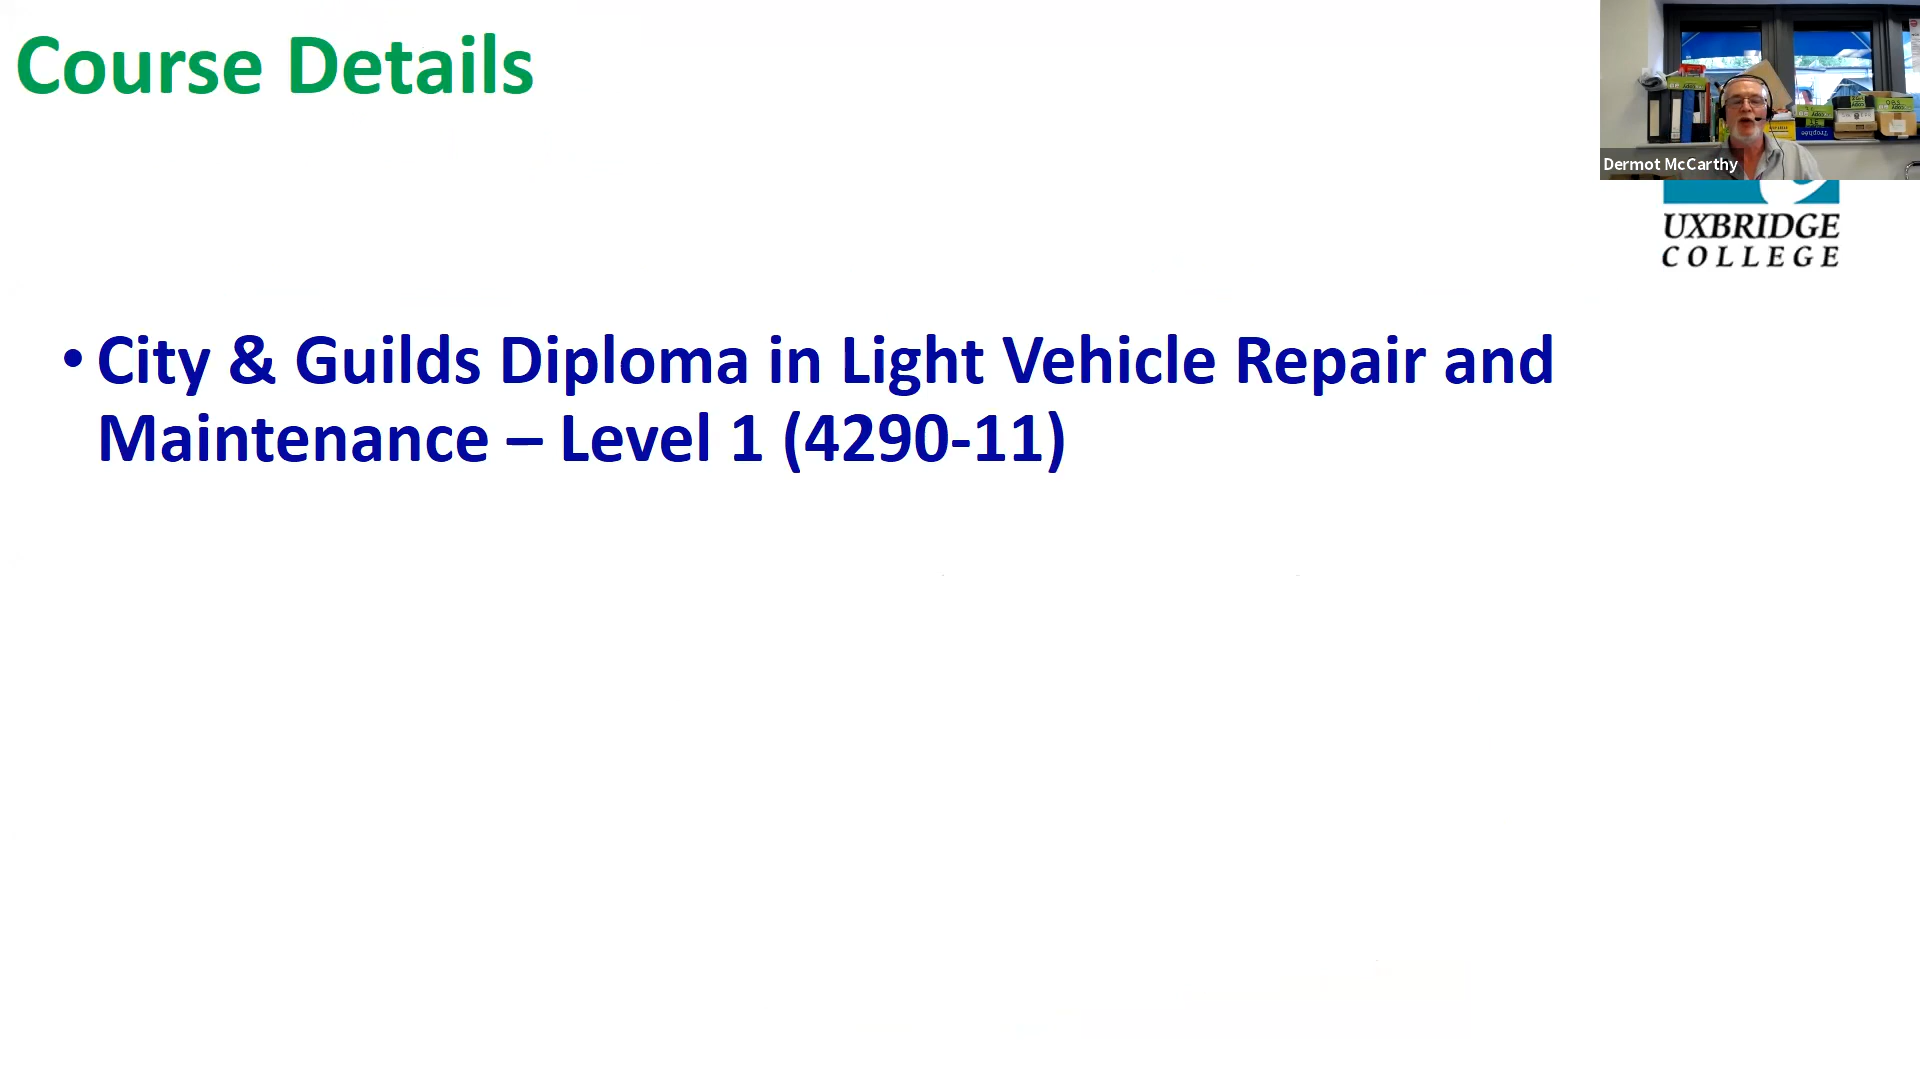 Course Details
Dermot McCarthy
UXBRIDGE
COLLEGE
• City & Guilds Diploma in Light Vehicle Repair and
Maintenance – Level 1 (4290-11)